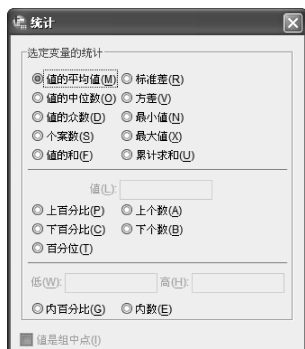 统计
选定变量的统计
值的平均值(M) 标准差(R)
值的中位数(O) 方差(V)
值的众数(D) 最小值(N)
个案数(S) 最大值(X)
值的和(F) 累计求和(U)
值(L):
上百分比(P) 上个数(A)
下百分比(C) 下个数(B)
百分位(T)
低(W): 高(H):
内百分比(G) 内数(E)
值是组中点(I)